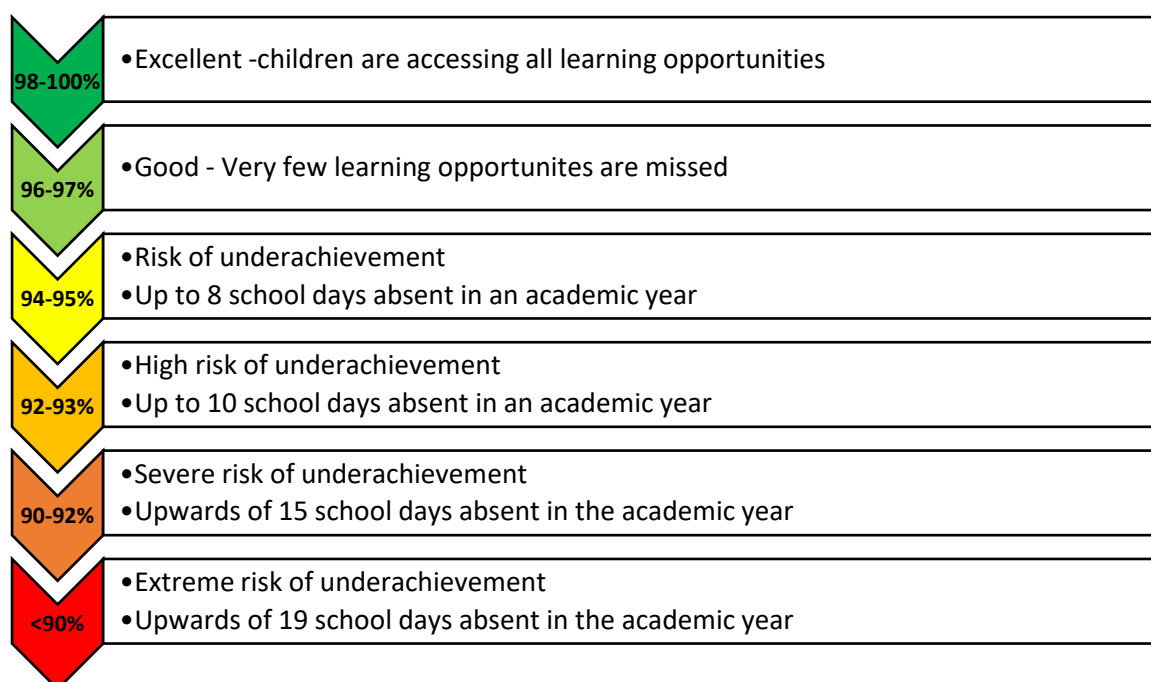 98-100%
•Excellent -children are accessing all learning opportunities
96-97%
•Good - Very few learning opportunites are missed
94-95%
•Risk of underachievement
•Up to 8 school days absent in an academic year
92-93%
•High risk of underachievement
•Up to 10 school days absent in an academic year
90-92%
•Severe risk of underachievement
•Upwards of 15 school days absent in the academic year
<90%
•Extreme risk of underachievement
•Upwards of 19 school days absent in the academic year